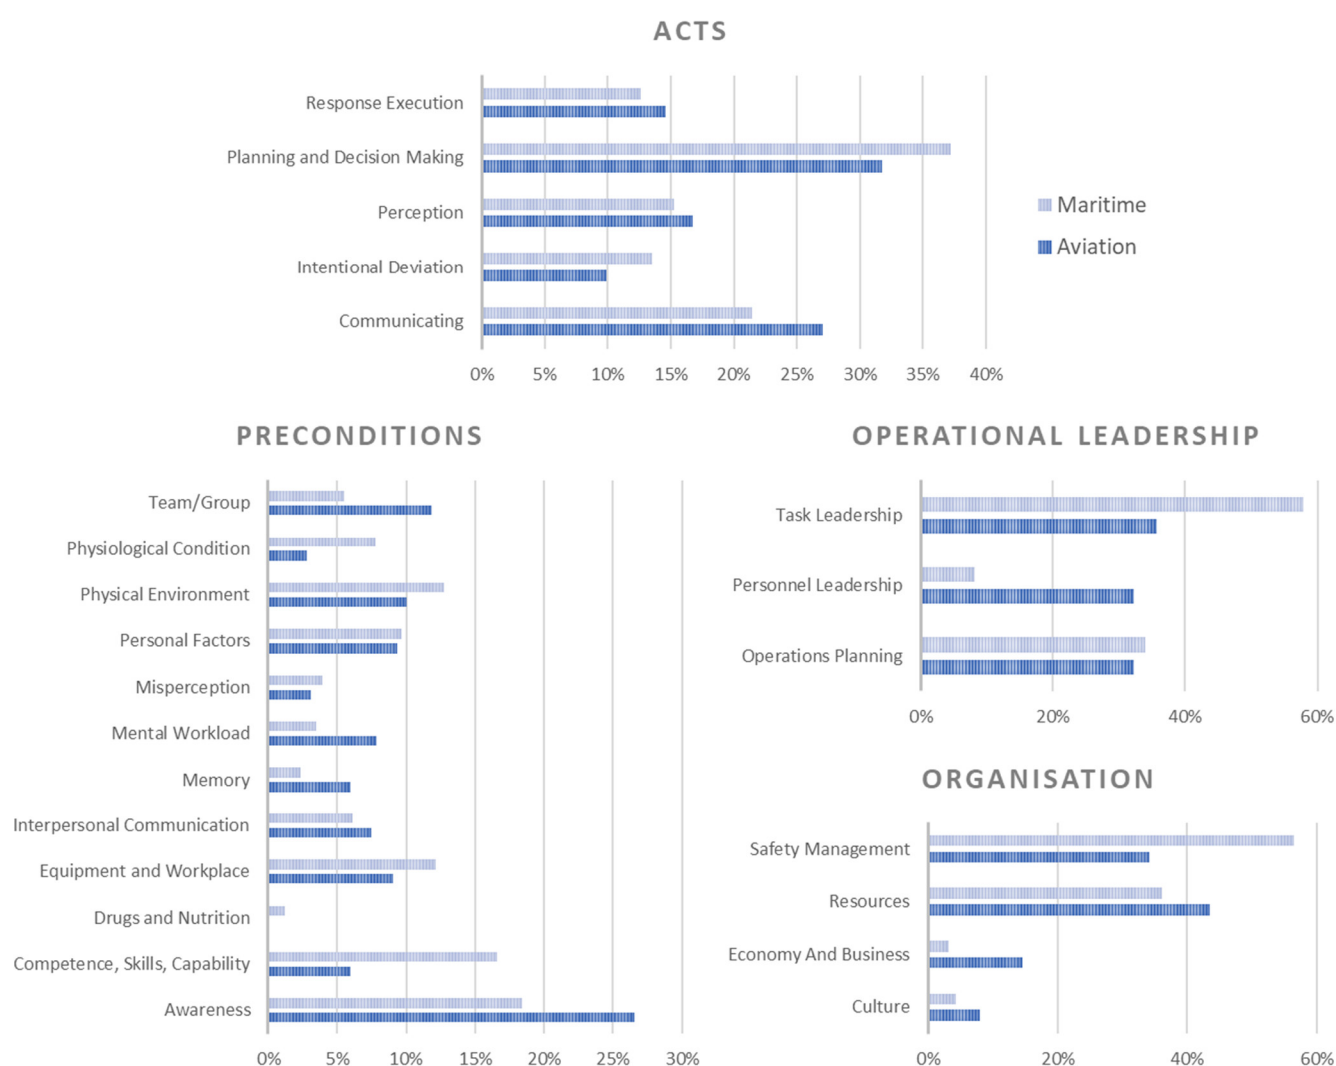 ACTS
Response Execution
Planning and Decision Making
Perception
Intentional Deviation
Communicating
0% 5% 10% 15% 20% 25% 30% 35% 40%
Maritime
Aviation
PRECONDITIONS
Team/Group
Physiological Condition
Physical Environment
Personal Factors
Misperception
Mental Workload
Memory
Interpersonal Communication
Equipment and Workplace
Drugs and Nutrition
Competence, Skills, Capability
Awareness
0% 5% 10% 15% 20% 25% 30%
OPERATIONAL LEADERSHIP
Task Leadership
Personnel Leadership
Operations Planning
0% 20% 40% 60%
ORGANISATION
Safety Management
Resources
Economy And Business
Culture
0% 20% 40% 60%